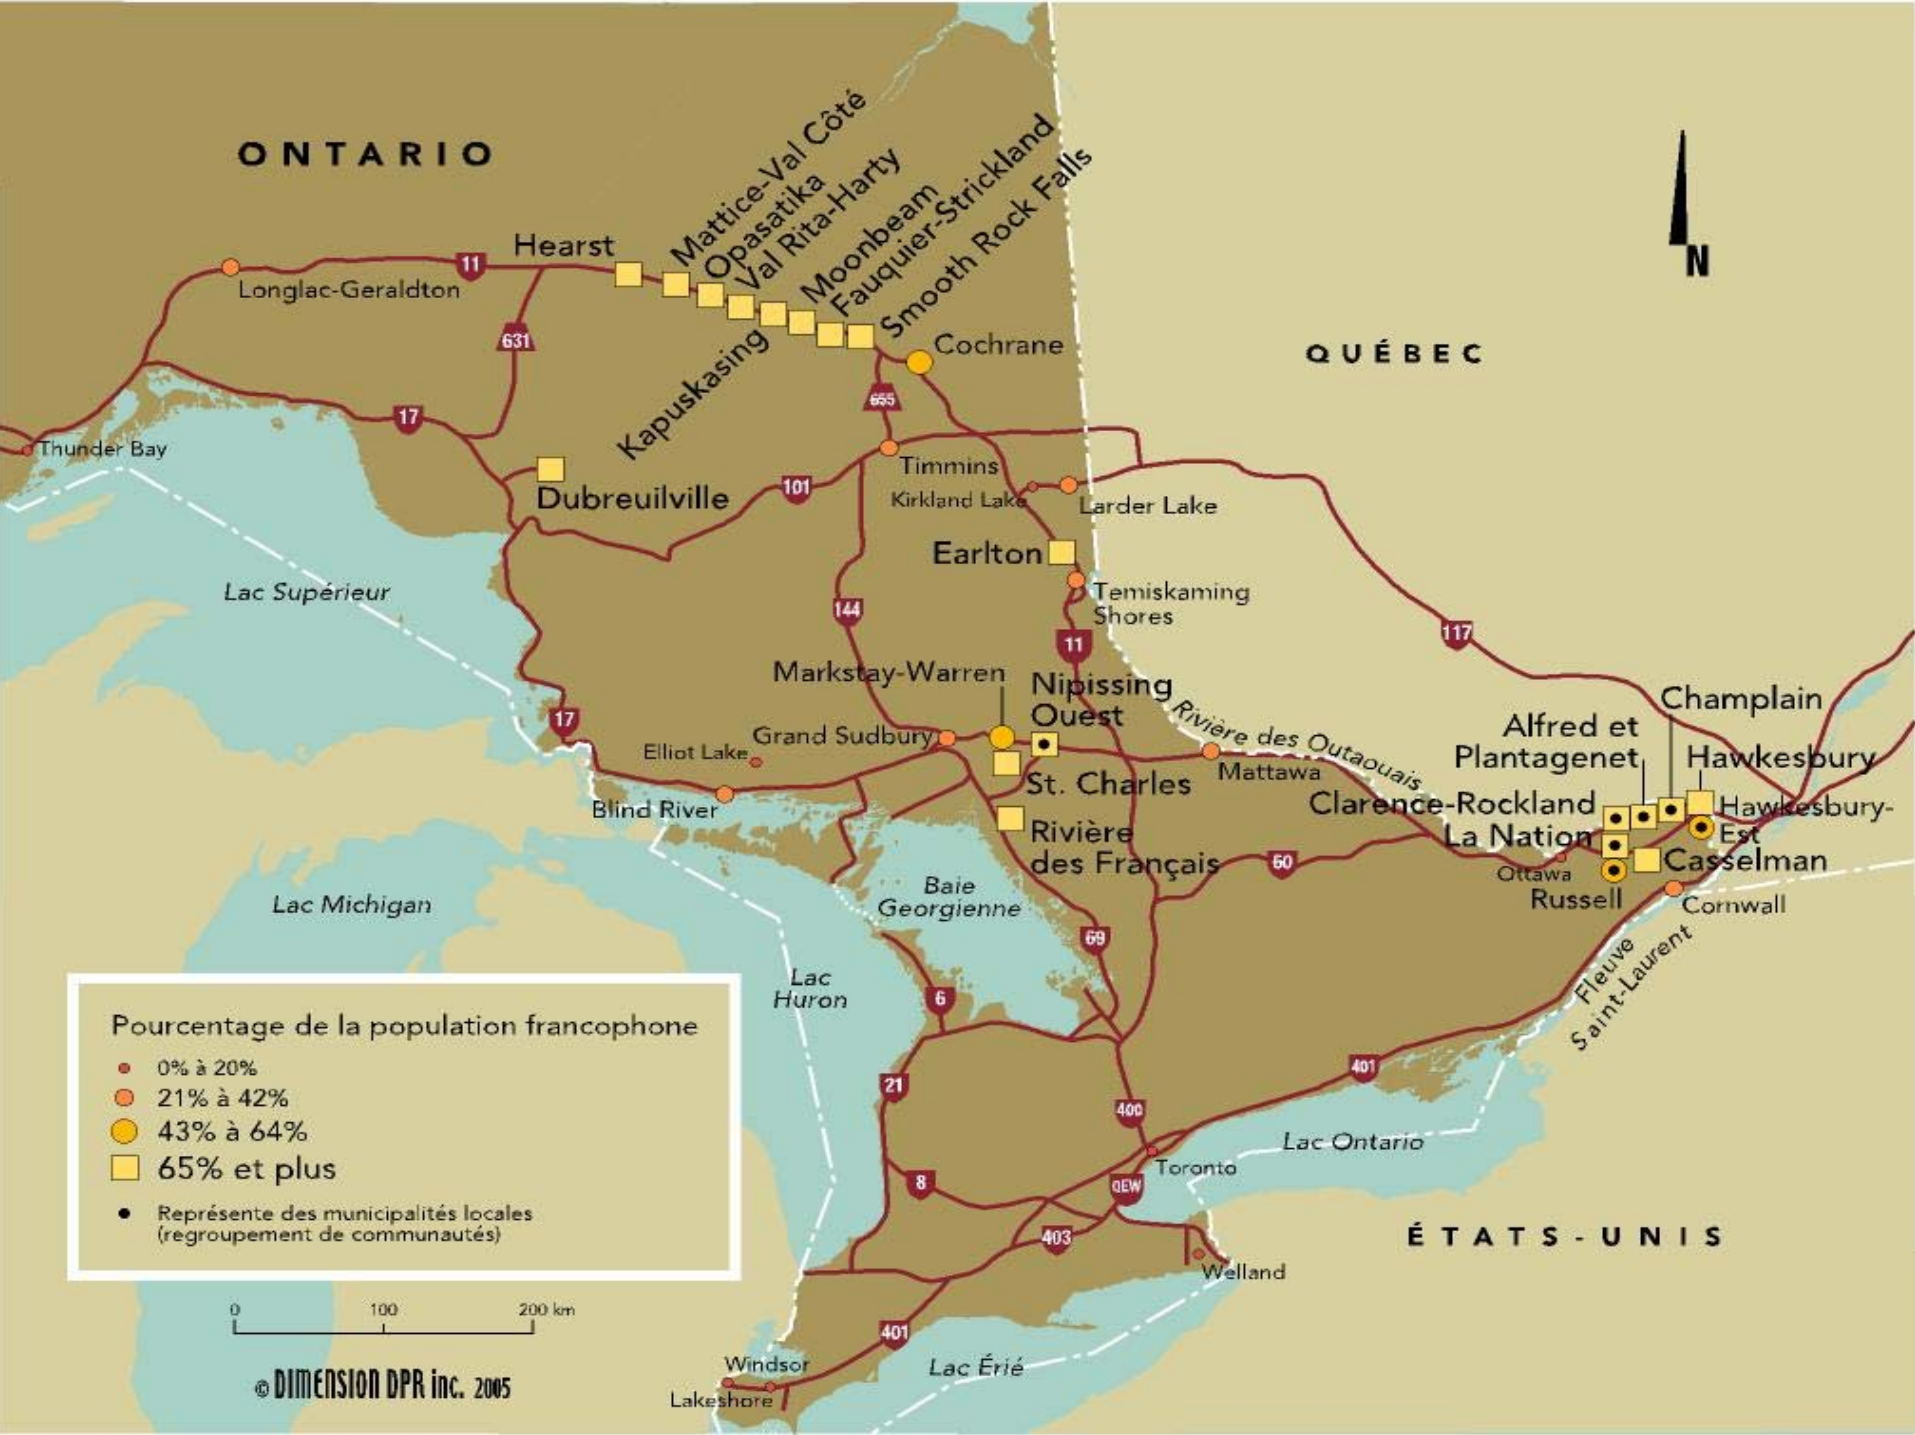 ONTARIO
QUÉBEC
ÉTATS-UNIS
N
Mattice-Val Côté
Opasatika
Val Rita-Harty
Moonbeam
Fauquier-Strickland
Smooth Rock Falls
Hearst
11
Longlac-Geraldton
631
Cochrane
Kapuskasing
655
17
Thunder Bay
Timmins
Dubreuilville
101
Kirkland Lake
Larder Lake
Earlton
Lac Supérieur
Temiskaming
Shores
144
11
117
Markstay-Warren
Nipissing
Ouest
Rivière des Outaouais
Champlain
17
Alfred et
Plantagenet
Elliot Lake
Grand Sudbury
Mattawa
Hawkesbury
St. Charles
Blind River
Clarence-Rockland
Hawkesbury-
Est
Rivière
des Français
La Nation
60
Ottawa
Casselman
Russell
Cornwall
Lac Michigan
Baie
Georgienne
69
Fleuve
Saint-Laurent
Lac
Huron
6
Pourcentage de la population francophone
0% à 20%
21% à 42%
43% à 64%
65% et plus
Représente des municipalités locales
(regroupement de communautés)
21
401
400
Lac Ontario
Toronto
8
QEW
403
Welland
0 100 200 km
401
Lac Érié
Windsor
Lakeshore
© DIMENSION DPR inc. 2005